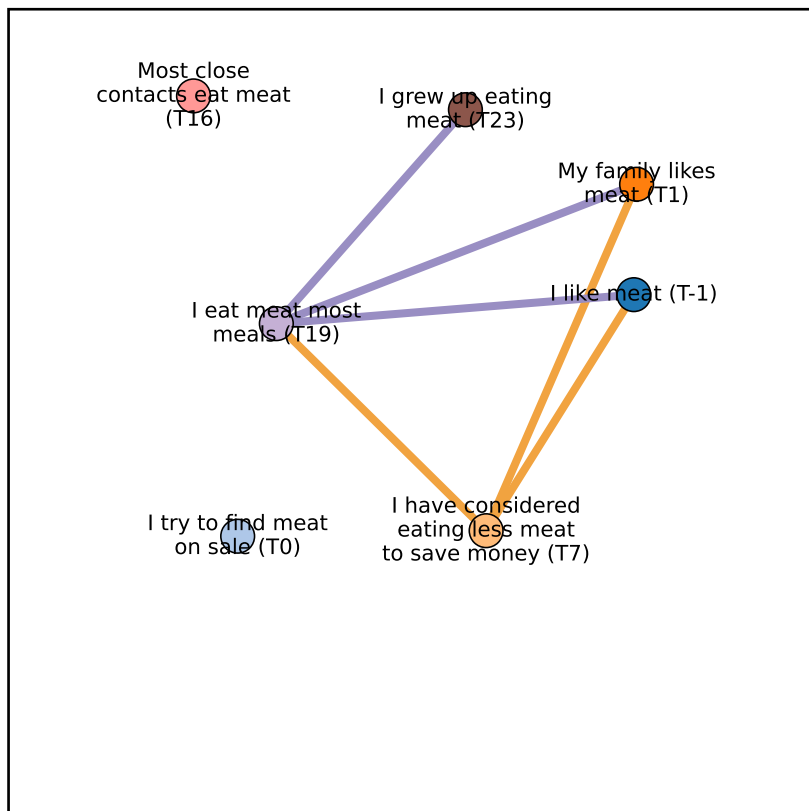 Most close
contacts eat meat
(T16)
I grew up eating
meat (T23)
My family likes
meat (T1)
I like meat (T-1)
I eat meat most
meals (T19)
I have considered
eating less meat
to save money (T7)
I try to find meat
on sale (T0)